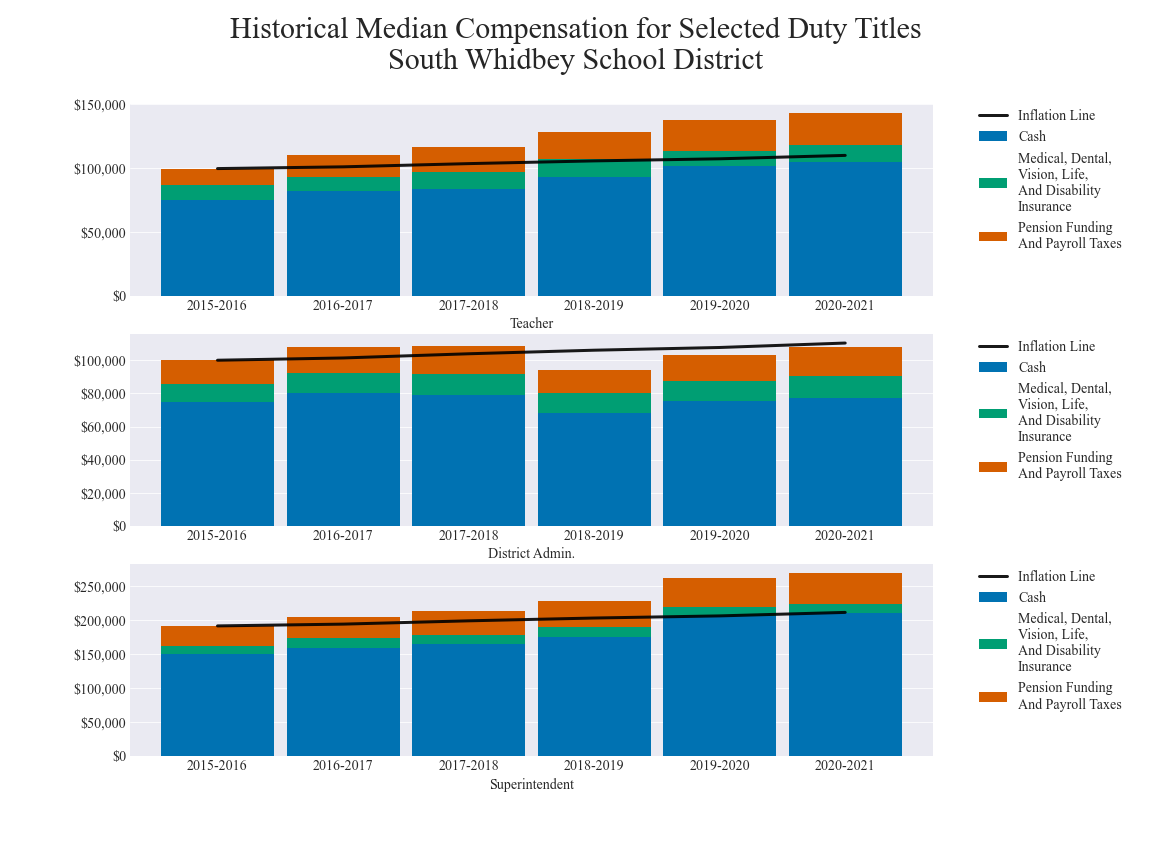 Historical Median Compensation for Selected Duty Titles
South Whidbey School District
$150,000
$100,000
$50,000
$0
2015-2016 2016-2017 2017-2018 2018-2019 2019-2020 2020-2021
Teacher
Inflation Line
Cash
Medical, Dental,
Vision, Life,
And Disability
Insurance
Pension Funding
And Payroll Taxes
$100,000
$80,000
$60,000
$40,000
$20,000
$0
2015-2016 2016-2017 2017-2018 2018-2019 2019-2020 2020-2021
District Admin.
Inflation Line
Cash
Medical, Dental,
Vision, Life,
And Disability
Insurance
Pension Funding
And Payroll Taxes
$250,000
$200,000
$150,000
$100,000
$50,000
$0
2015-2016 2016-2017 2017-2018 2018-2019 2019-2020 2020-2021
Superintendent
Inflation Line
Cash
Medical, Dental,
Vision, Life,
And Disability
Insurance
Pension Funding
And Payroll Taxes